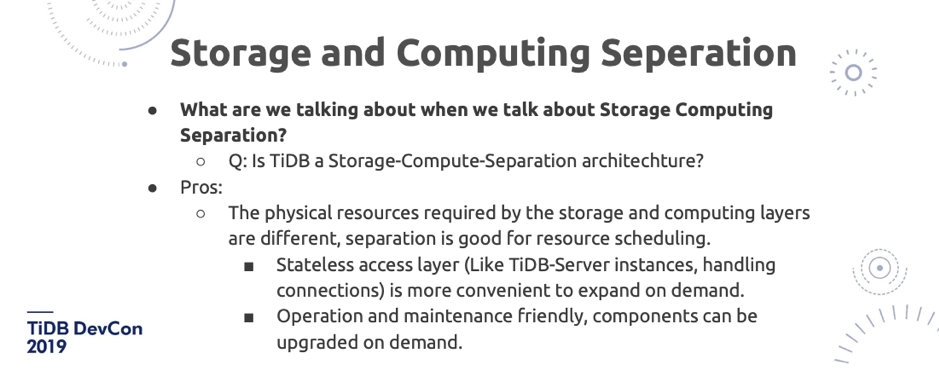 Storage and Computing Seperation
● What are we talking about when we talk about Storage Computing
Separation?
○ Q: Is TiDB a Storage-Compute-Separation architechture?
● Pros:
○ The physical resources required by the storage and computing layers
are different, separation is good for resource scheduling.
■ Stateless access layer (Like TiDB-Server instances, handling
connections) is more convenient to expand on demand.
■ Operation and maintenance friendly, components can be
upgraded on demand.
TiDB DevCon
2019